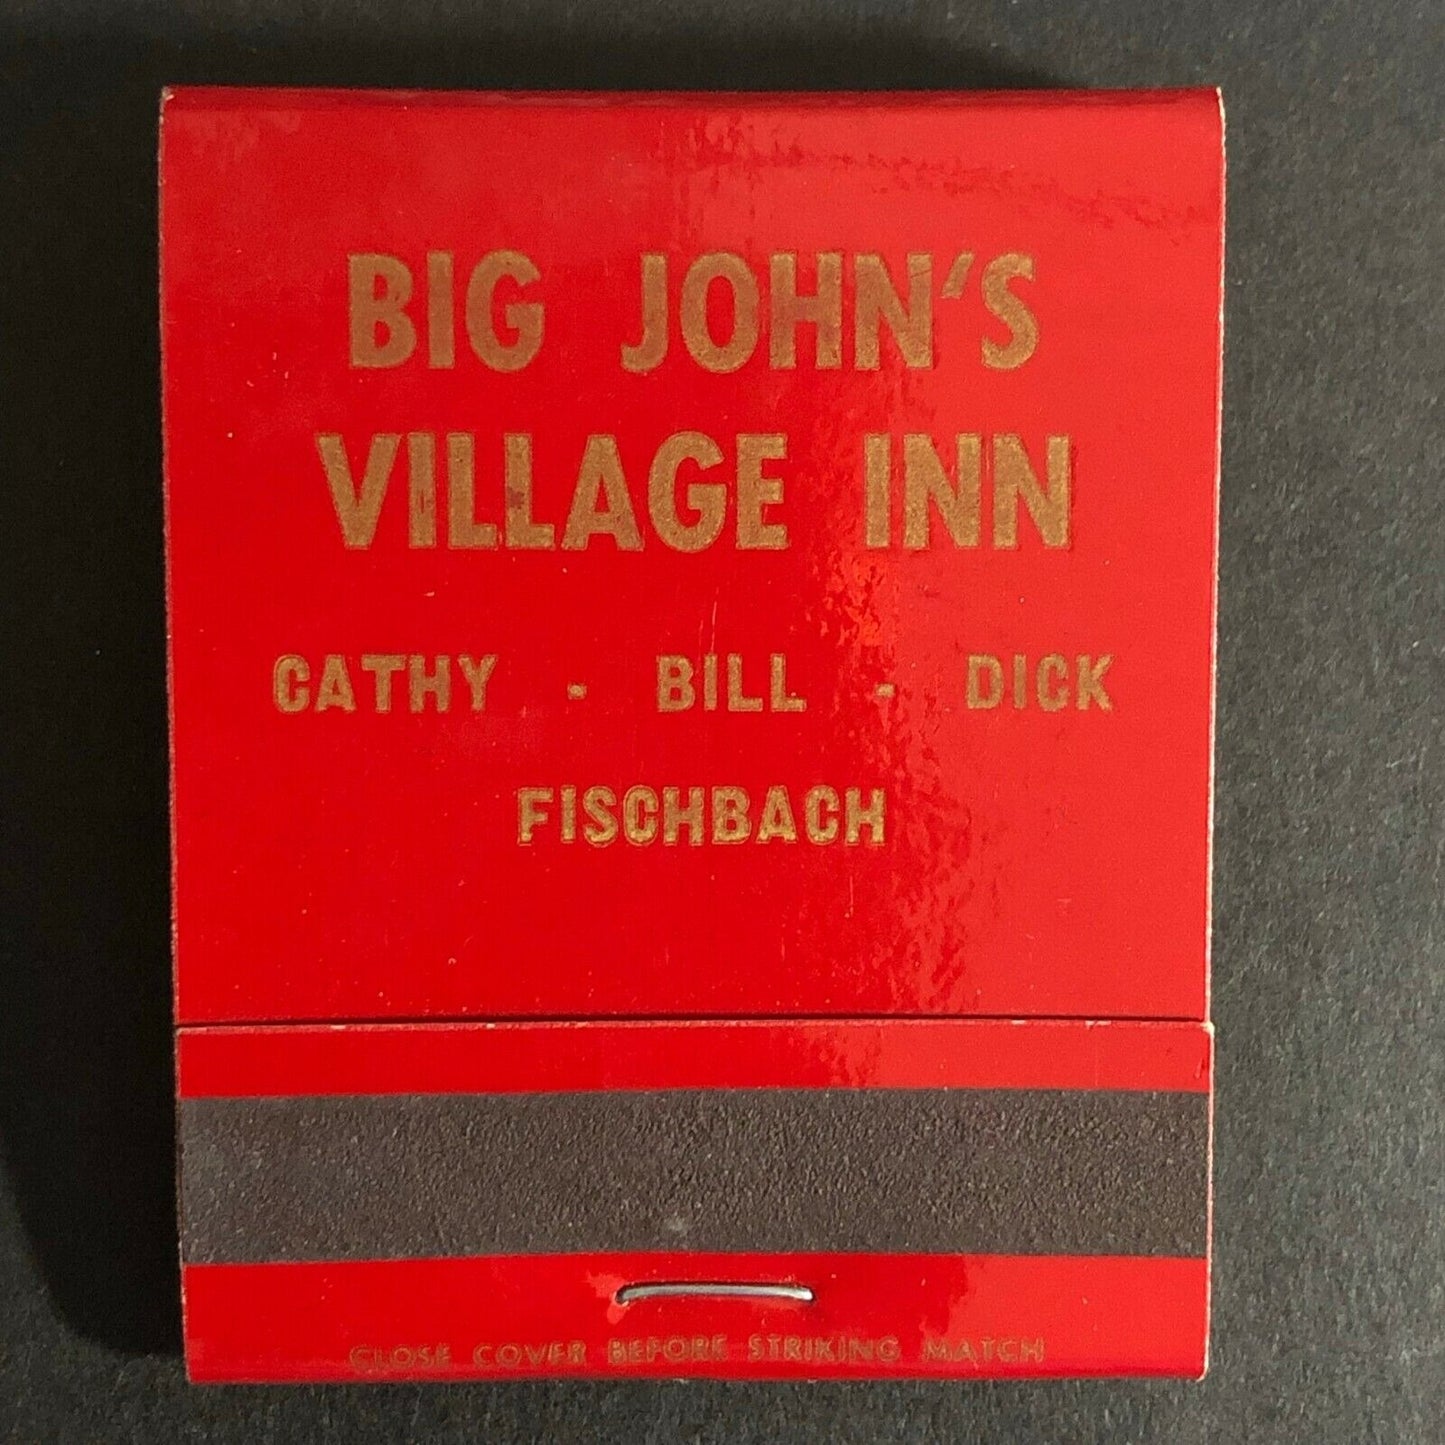 BIG JOHN'S
VILLAGE INN
CATHY - BILL - DICK
FISCHBACH
CLOSE COVER BEFORE STRIKING MATCH